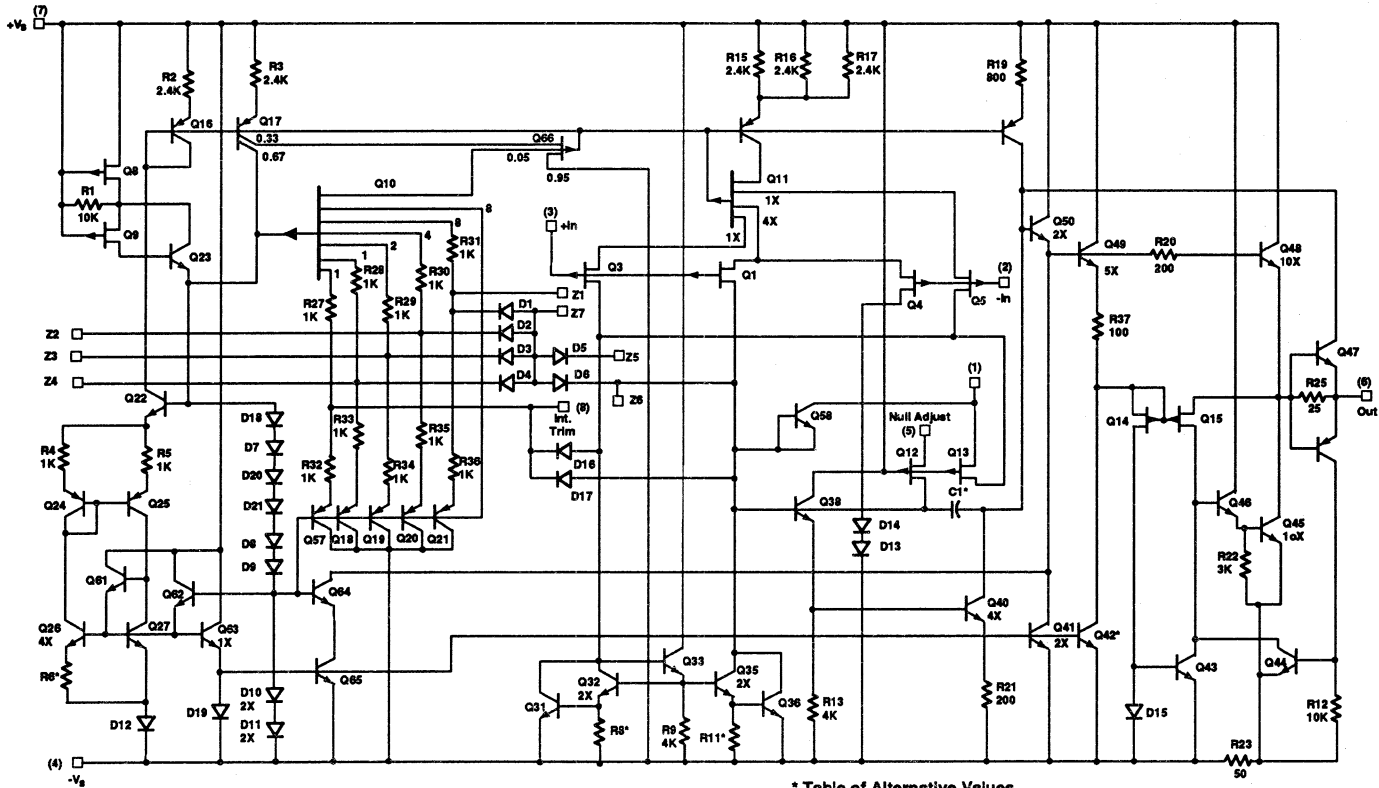 (7)
+Vs
R2
2.4K
R3
2.4K
R15
2.4K
R16
2.4K
R17
2.4K
R19
800
Q16
Q17
0.33
0.67
Q66
0.05
0.95
Q8
R1
10K
Q9
Q23
Q10
8
8
4
2
1
1
R31
1K
R30
1K
R28
1K
R29
1K
R27
1K
Q11
1X
4X
1X
(3)
+In
Q3
Q1
Q4
Q5
(2)
-In
Q50
2X
Q49
5X
R20
200
Q48
10X
R37
100
Z1
Z7
Z2
Z3
Z4
Z5
Z6
D1
D2
D3
D4
D5
D6
(8)
Int.
Trim
D16
D17
Q47
R25
25
(6)
Out
(1)
Q58
Null Adjust
(5)
Q12
Q13
C1*
Q14
Q15
Q22
R4
1K
R5
1K
D18
D7
D20
D21
D8
D9
R33
1K
R35
1K
R32
1K
R34
1K
R36
1K
Q24
Q25
Q57
Q18
Q19
Q20
Q21
Q38
D14
D13
Q46
Q45
10X
R22
3K
Q61
Q62
Q64
Q40
4X
Q26
4X
Q27
Q63
1X
Q65
Q41
2X
Q42*
Q43
Q44
R6*
D12
D19
D10
2X
D11
2X
Q31
Q32
2X
Q33
Q35
2X
Q36
R8*
R9
4K
R11*
R13
4K
R21
200
D15
R12
10K
R23
50
(4)
-Vs
* Table of Alternative Values